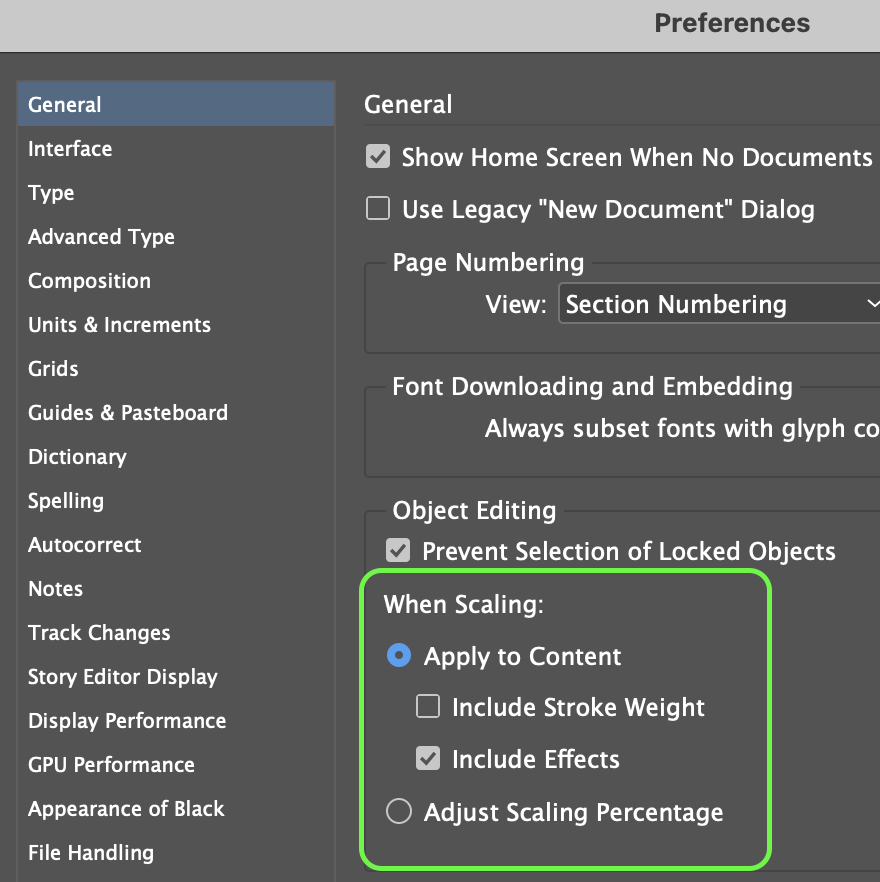 Preferences
General
Interface
Type
Advanced Type
Composition
Units & Increments
Grids
Guides & Pasteboard
Dictionary
Spelling
Autocorrect
Notes
Track Changes
Story Editor Display
Display Performance
GPU Performance
Appearance of Black
File Handling
General
Show Home Screen When No Documents
Use Legacy "New Document" Dialog
Page Numbering
View: Section Numbering
Font Downloading and Embedding
Always subset fonts with glyph co
Object Editing
Prevent Selection of Locked Objects
When Scaling:
Apply to Content
Include Stroke Weight
Include Effects
Adjust Scaling Percentage